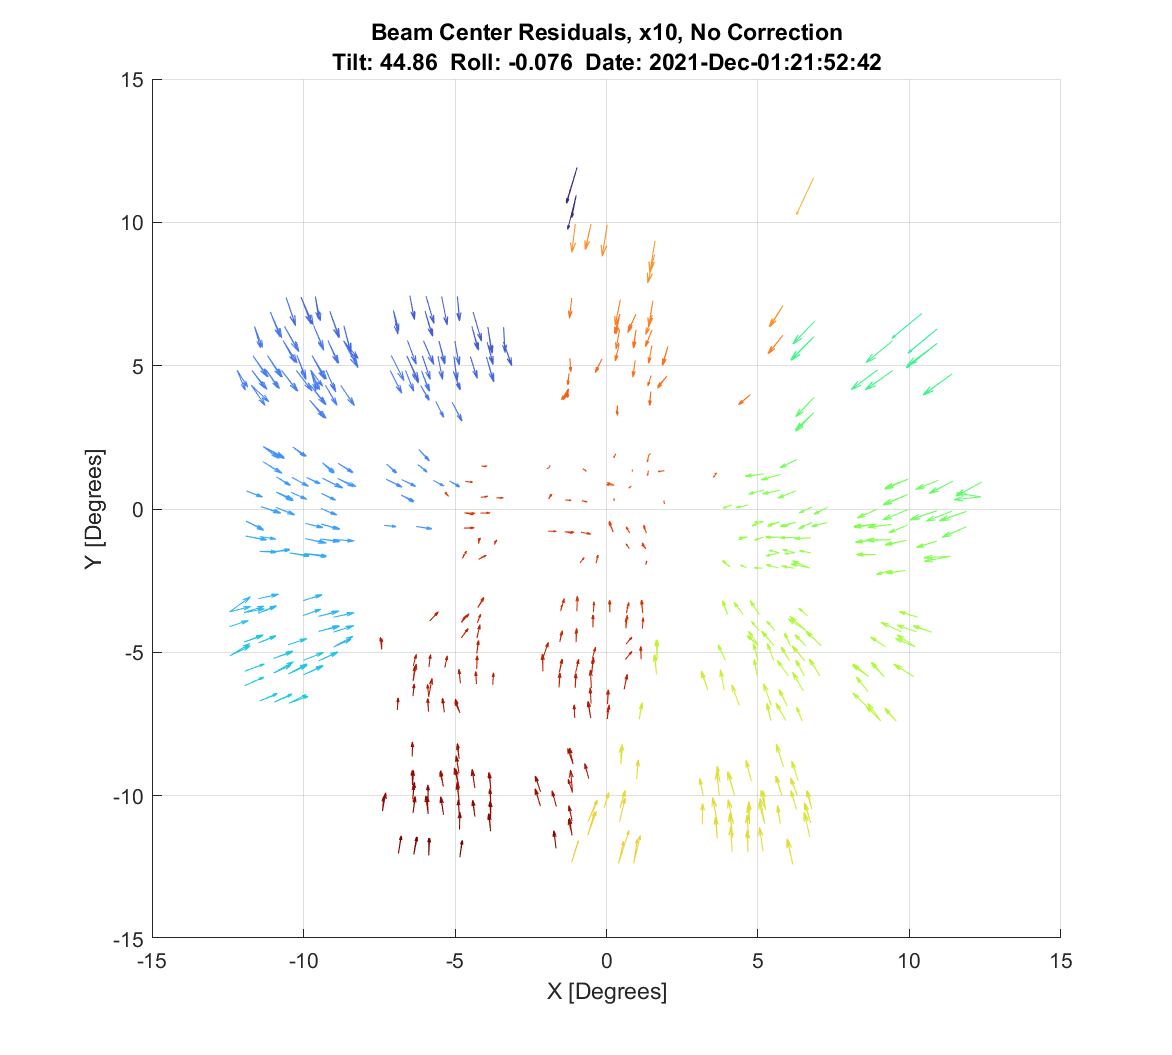 Beam Center Residuals, x10, No Correction
Tilt: 44.86  Roll: -0.076  Date: 2021-Dec-01:21:52:42
15
10
5
0
-5
-10
-15
Y [Degrees]
-15 -10 -5 0 5 10 15
X [Degrees]